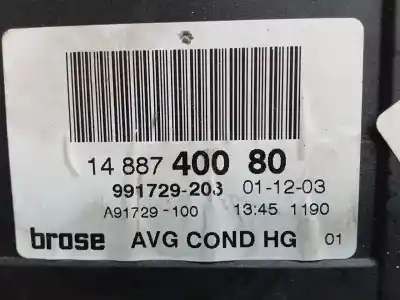 14 887 400 80
991729-203 01-12-03
A91729-100 13:45 1190
brose AVG COND HG 01